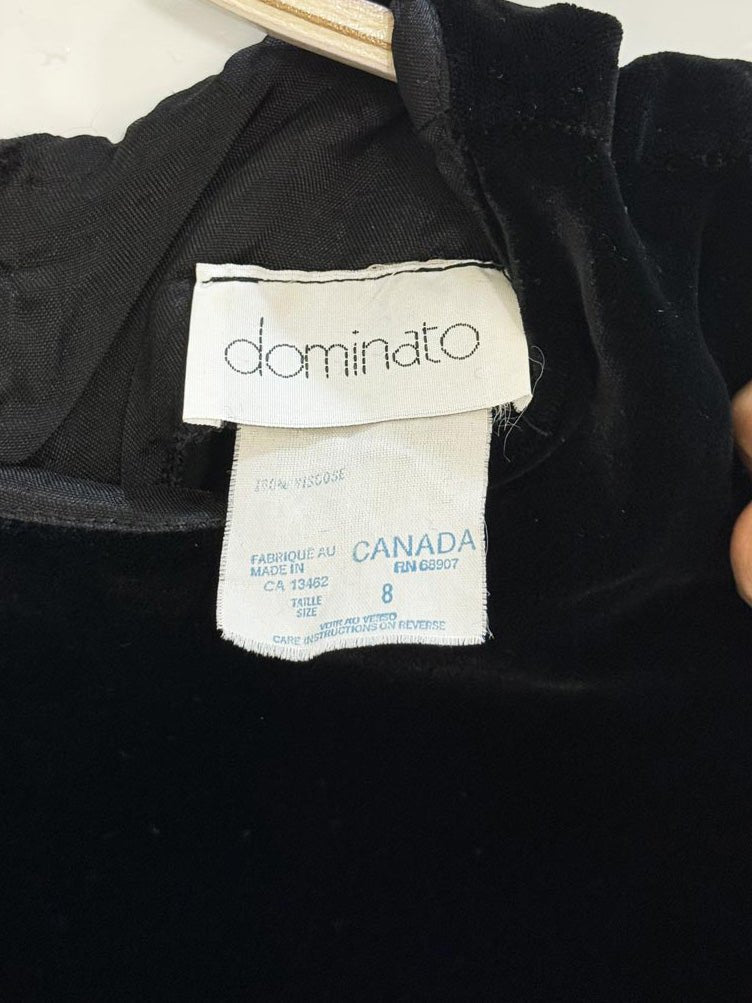 dominato
100% VISCOSE
FABRIQUE AU
MADE IN CANADA
CA 13462 RN 68907
TAILLE
SIZE 8
VOIR AU VERSO
CARE INSTRUCTIONS ON REVERSE